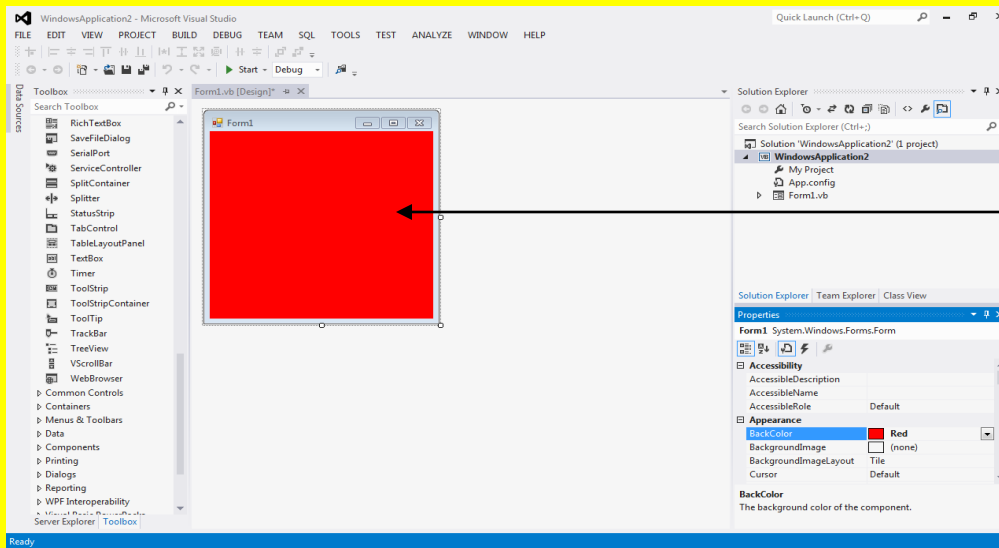 WindowsApplication2 - Microsoft Visual Studio
Quick Launch (Ctrl+Q)
FILE EDIT VIEW PROJECT BUILD DEBUG TEAM SQL TOOLS TEST ANALYZE WINDOW HELP
Start Debug
Data Sources
Toolbox
Search Toolbox
RichTextBox
SaveFileDialog
SerialPort
ServiceController
SplitContainer
Splitter
StatusStrip
TabControl
TableLayoutPanel
TextBox
Timer
ToolStrip
ToolStripContainer
ToolTip
TrackBar
TreeView
VScrollBar
WebBrowser
Common Controls
Containers
Menus & Toolbars
Data
Components
Printing
Dialogs
Reporting
WPF Interoperability
Server Explorer Toolbox
Form1.vb [Design]*
Form1
Solution Explorer
Search Solution Explorer (Ctrl+;)
Solution 'WindowsApplication2' (1 project)
VB WindowsApplication2
My Project
App.config
Form1.vb
Solution Explorer Team Explorer Class View
Properties
Form1 System.Windows.Forms.Form
Accessibility
AccessibleDescription
AccessibleName
AccessibleRole Default
Appearance
BackColor Red
BackgroundImage (none)
BackgroundImageLayout Tile
Cursor Default
BackColor
The background color of the component.
Ready